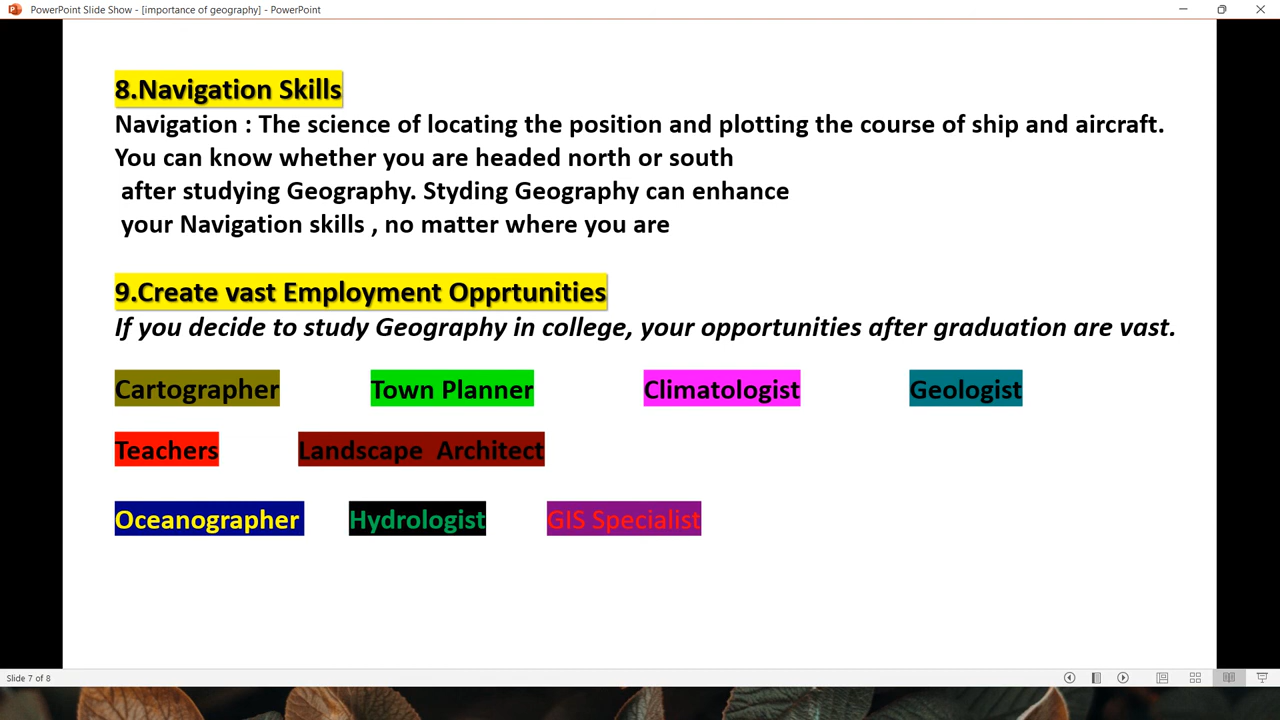 PowerPoint Slide Show - [importance of geography] - PowerPoint
8.Navigation Skills
Navigation : The science of locating the position and plotting the course of ship and aircraft.
You can know whether you are headed north or south
after studying Geography. Styding Geography can enhance
your Navigation skills , no matter where you are
9.Create vast Employment Opprtunities
If you decide to study Geography in college, your opportunities after graduation are vast.
Cartographer Town Planner Climatologist Geologist
Teachers Landscape Architect
Oceanographer Hydrologist GIS Specialist
Slide 7 of 8